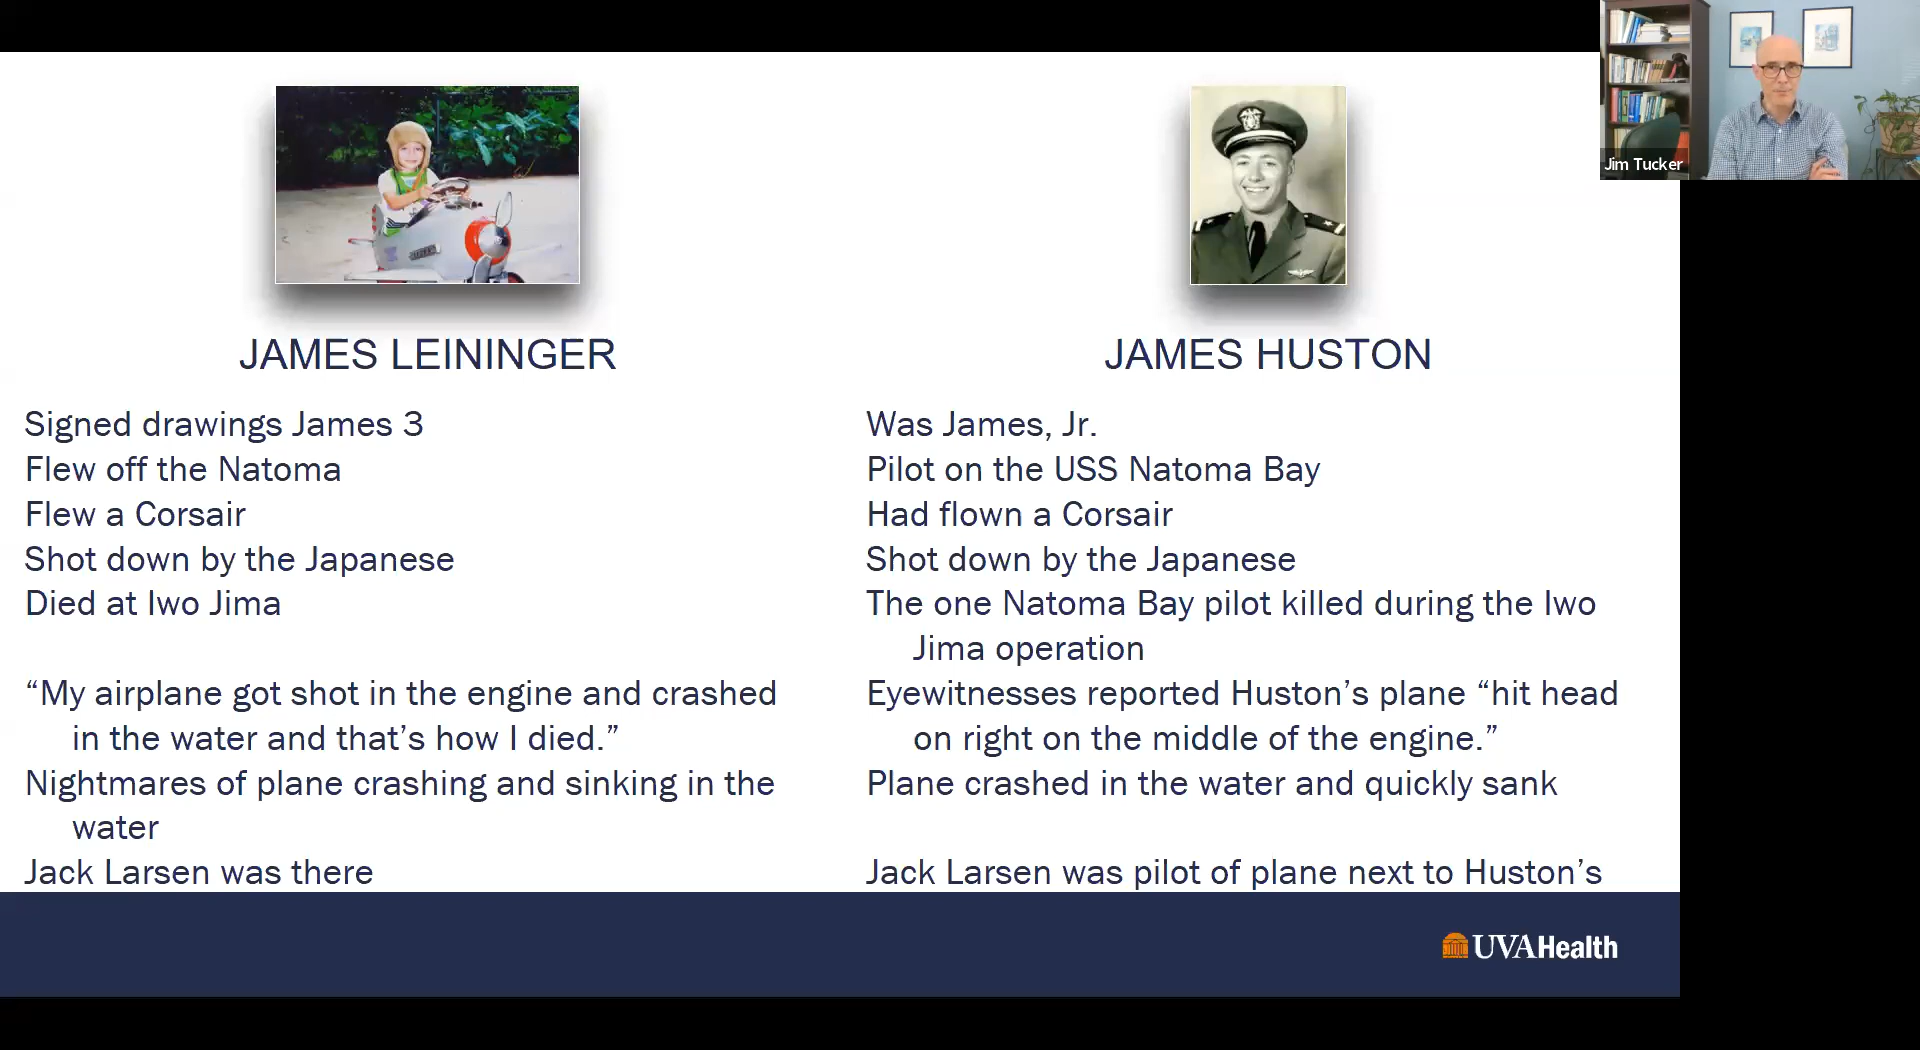 Jim Tucker
JAMES LEININGER
Signed drawings James 3
Flew off the Natoma
Flew a Corsair
Shot down by the Japanese
Died at Iwo Jima
“My airplane got shot in the engine and crashed
in the water and that’s how I died.”
Nightmares of plane crashing and sinking in the
water
Jack Larsen was there
JAMES HUSTON
Was James, Jr.
Pilot on the USS Natoma Bay
Had flown a Corsair
Shot down by the Japanese
The one Natoma Bay pilot killed during the Iwo
Jima operation
Eyewitnesses reported Huston’s plane “hit head
on right on the middle of the engine.”
Plane crashed in the water and quickly sank
Jack Larsen was pilot of plane next to Huston’s
UVAHealth